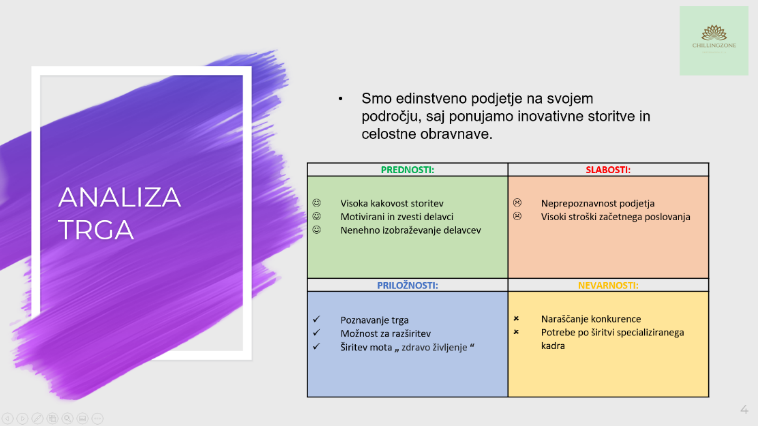 CHILLINGZONE
• Smo edinstveno podjetje na svojem
področju, saj ponujamo inovativne storitve in
celostne obravnave.
ANALIZA
TRGA
PREDNOSTI:
☺ Visoka kakovost storitev
☺ Motivirani in zvesti delavci
☺ Nenehno izobraževanje delavcev
SLABOSTI:
☹ Neprepoznavnost podjetja
☹ Visoki stroški začetnega poslovanja
PRILOŽNOSTI:
✓ Poznavanje trga
✓ Možnost za razširitev
✓ Širitev mota „ zdravo življenje “
NEVARNOSTI:
× Naraščanje konkurence
× Potrebe po širitvi specializiranega
kadra
4